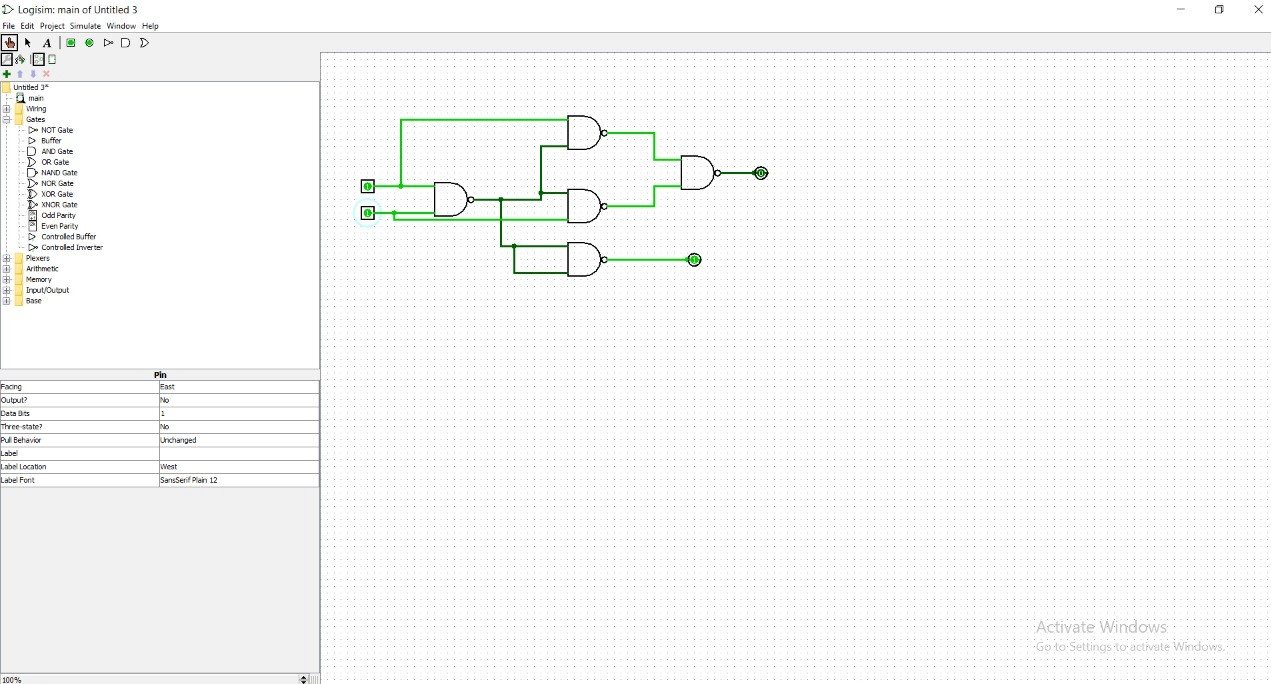 Logisim: main of Untitled 3
File Edit Project Simulate Window Help
A
Untitled 3*
main
Wiring
Gates
NOT Gate
Buffer
AND Gate
OR Gate
NAND Gate
NOR Gate
XOR Gate
XNOR Gate
Odd Parity
Even Parity
Controlled Buffer
Controlled Inverter
Plexers
Arithmetic
Memory
Input/Output
Base
Pin
Facing East
Output? No
Data Bits 1
Three-state? No
Pull Behavior Unchanged
Label
Label Location West
Label Font SansSerif Plain 12
100%
1
1
0
1
Activate Windows
Go to Settings to activate Windows.